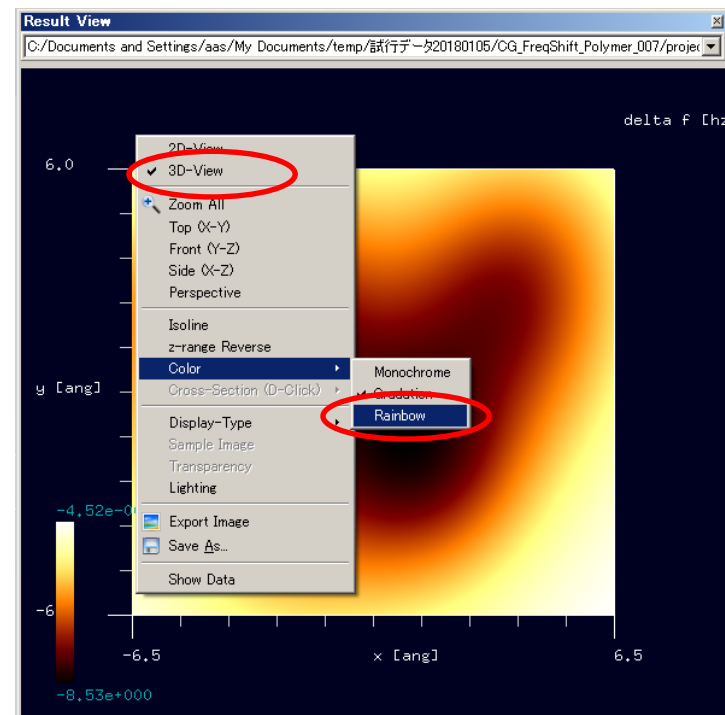 Result View
C:/Documents and Settings/aas/My Documents/temp/試行データ20180105/CG_FreqShift_Polymer_007/projec
delta f [hz
6.0
2D-View
3D-View
Zoom All
Top (X-Y)
Front (Y-Z)
Side (X-Z)
Perspective
Isoline
z-range Reverse
Color
Monochrome
y [ang]
Cross-Section (D-Click)
Gradation
Display-Type
Rainbow
Sample Image
Transparency
Lighting
-4.52e-0
Export Image
Save As...
Show Data
-6
-6.5
x [ang]
6.5
-8.53e+000